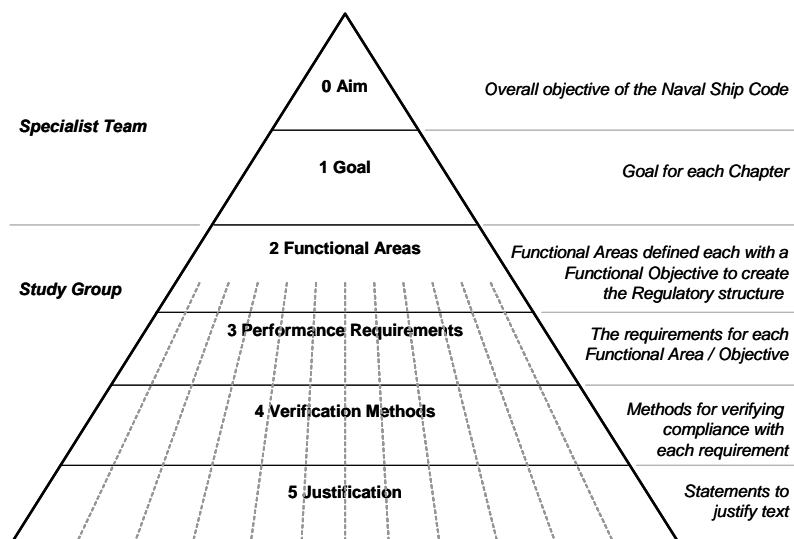 0 Aim
Overall objective of the Naval Ship Code
Specialist Team
1 Goal
Goal for each Chapter
2 Functional Areas
Functional Areas defined each with a
Functional Objective to create
the Regulatory structure
Study Group
3 Performance Requirements
The requirements for each
Functional Area / Objective
4 Verification Methods
Methods for verifying
compliance with
each requirement
5 Justification
Statements to
justify text